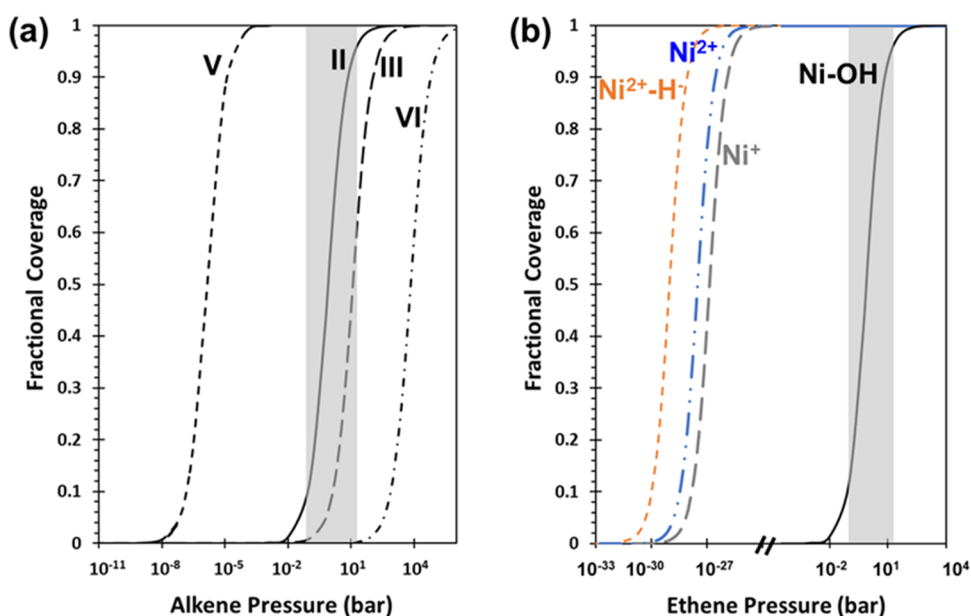 (a)
Fractional Coverage
1
0.9
0.8
0.7
0.6
0.5
0.4
0.3
0.2
0.1
0
V
II
III
VI
10⁻¹¹ 10⁻⁸ 10⁻⁵ 10⁻² 10¹ 10⁴
Alkene Pressure (bar)
(b)
Fractional Coverage
1
0.9
0.8
0.7
0.6
0.5
0.4
0.3
0.2
0.1
0
Ni²⁺-H⁻
Ni²⁺
Ni⁺
Ni-OH
10⁻³³ 10⁻³⁰ 10⁻²⁷ 10⁻² 10¹ 10⁴
Ethene Pressure (bar)